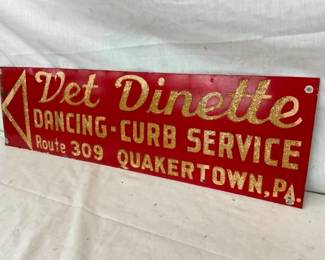 Vet Dinette
DANCING-CURB SERVICE
Route 309 QUAKERTOWN, PA.